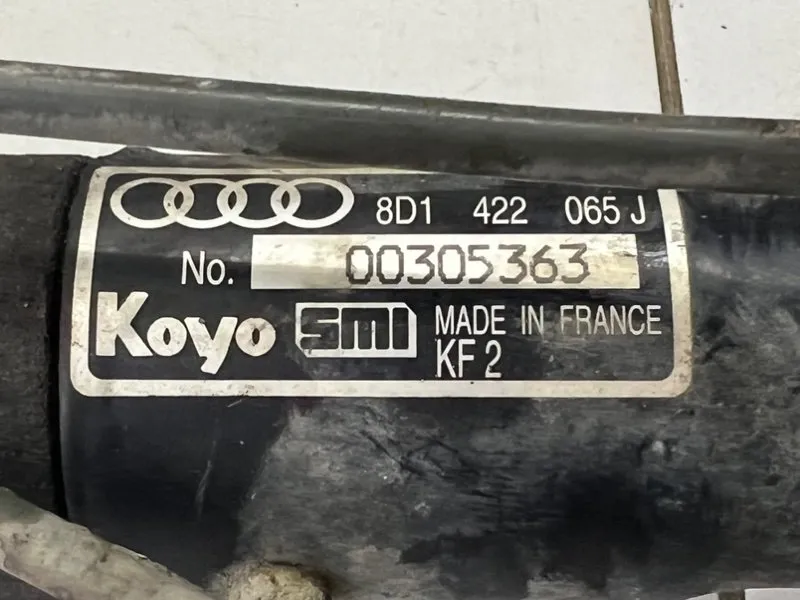 8D1 422 065 J
No. 00305363
Koyo SMI MADE IN FRANCE
KF 2